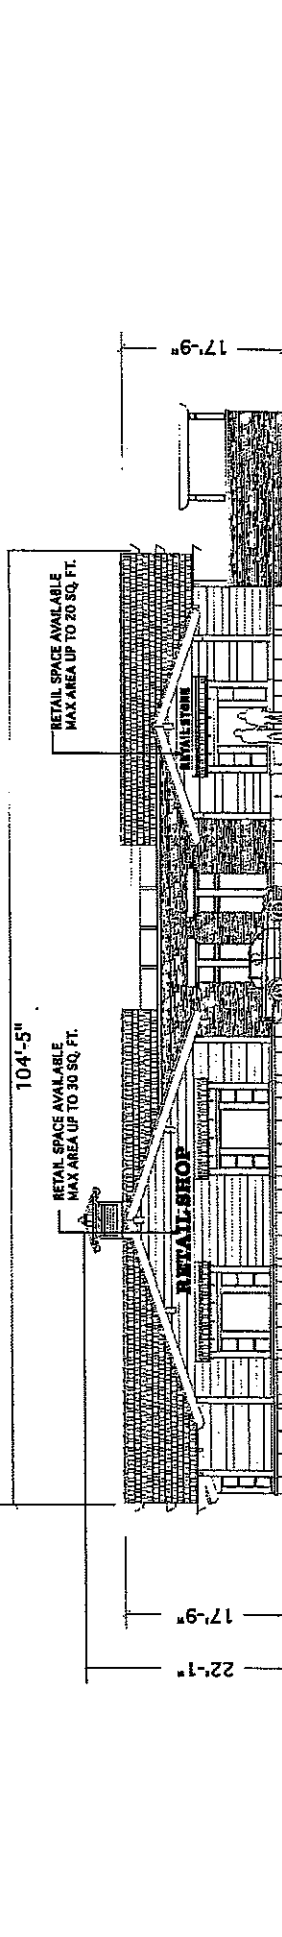 104'-5"
RETAIL SPACE AVAILABLE
MAX AREA UP TO 30 SQ. FT.
RETAIL SPACE AVAILABLE
MAX AREA UP TO 20 SQ. FT.
RETAIL SHOP
RETAIL STORE
22'-1"
17'-9"
17'-9"